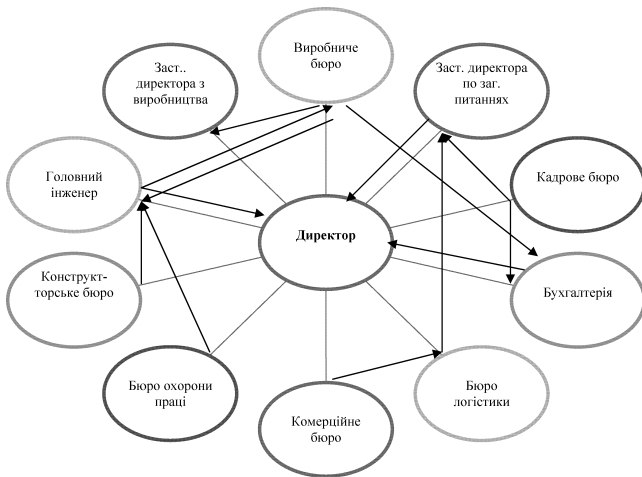 Виробниче
бюро
Заст..
директора з
виробництва
Заст. директора
по заг.
питаннях
Головний
інженер
Кадрове бюро
Директор
Конструкт-
торське бюро
Бухгалтерія
Бюро охорони
праці
Бюро
логістики
Комерційне
бюро